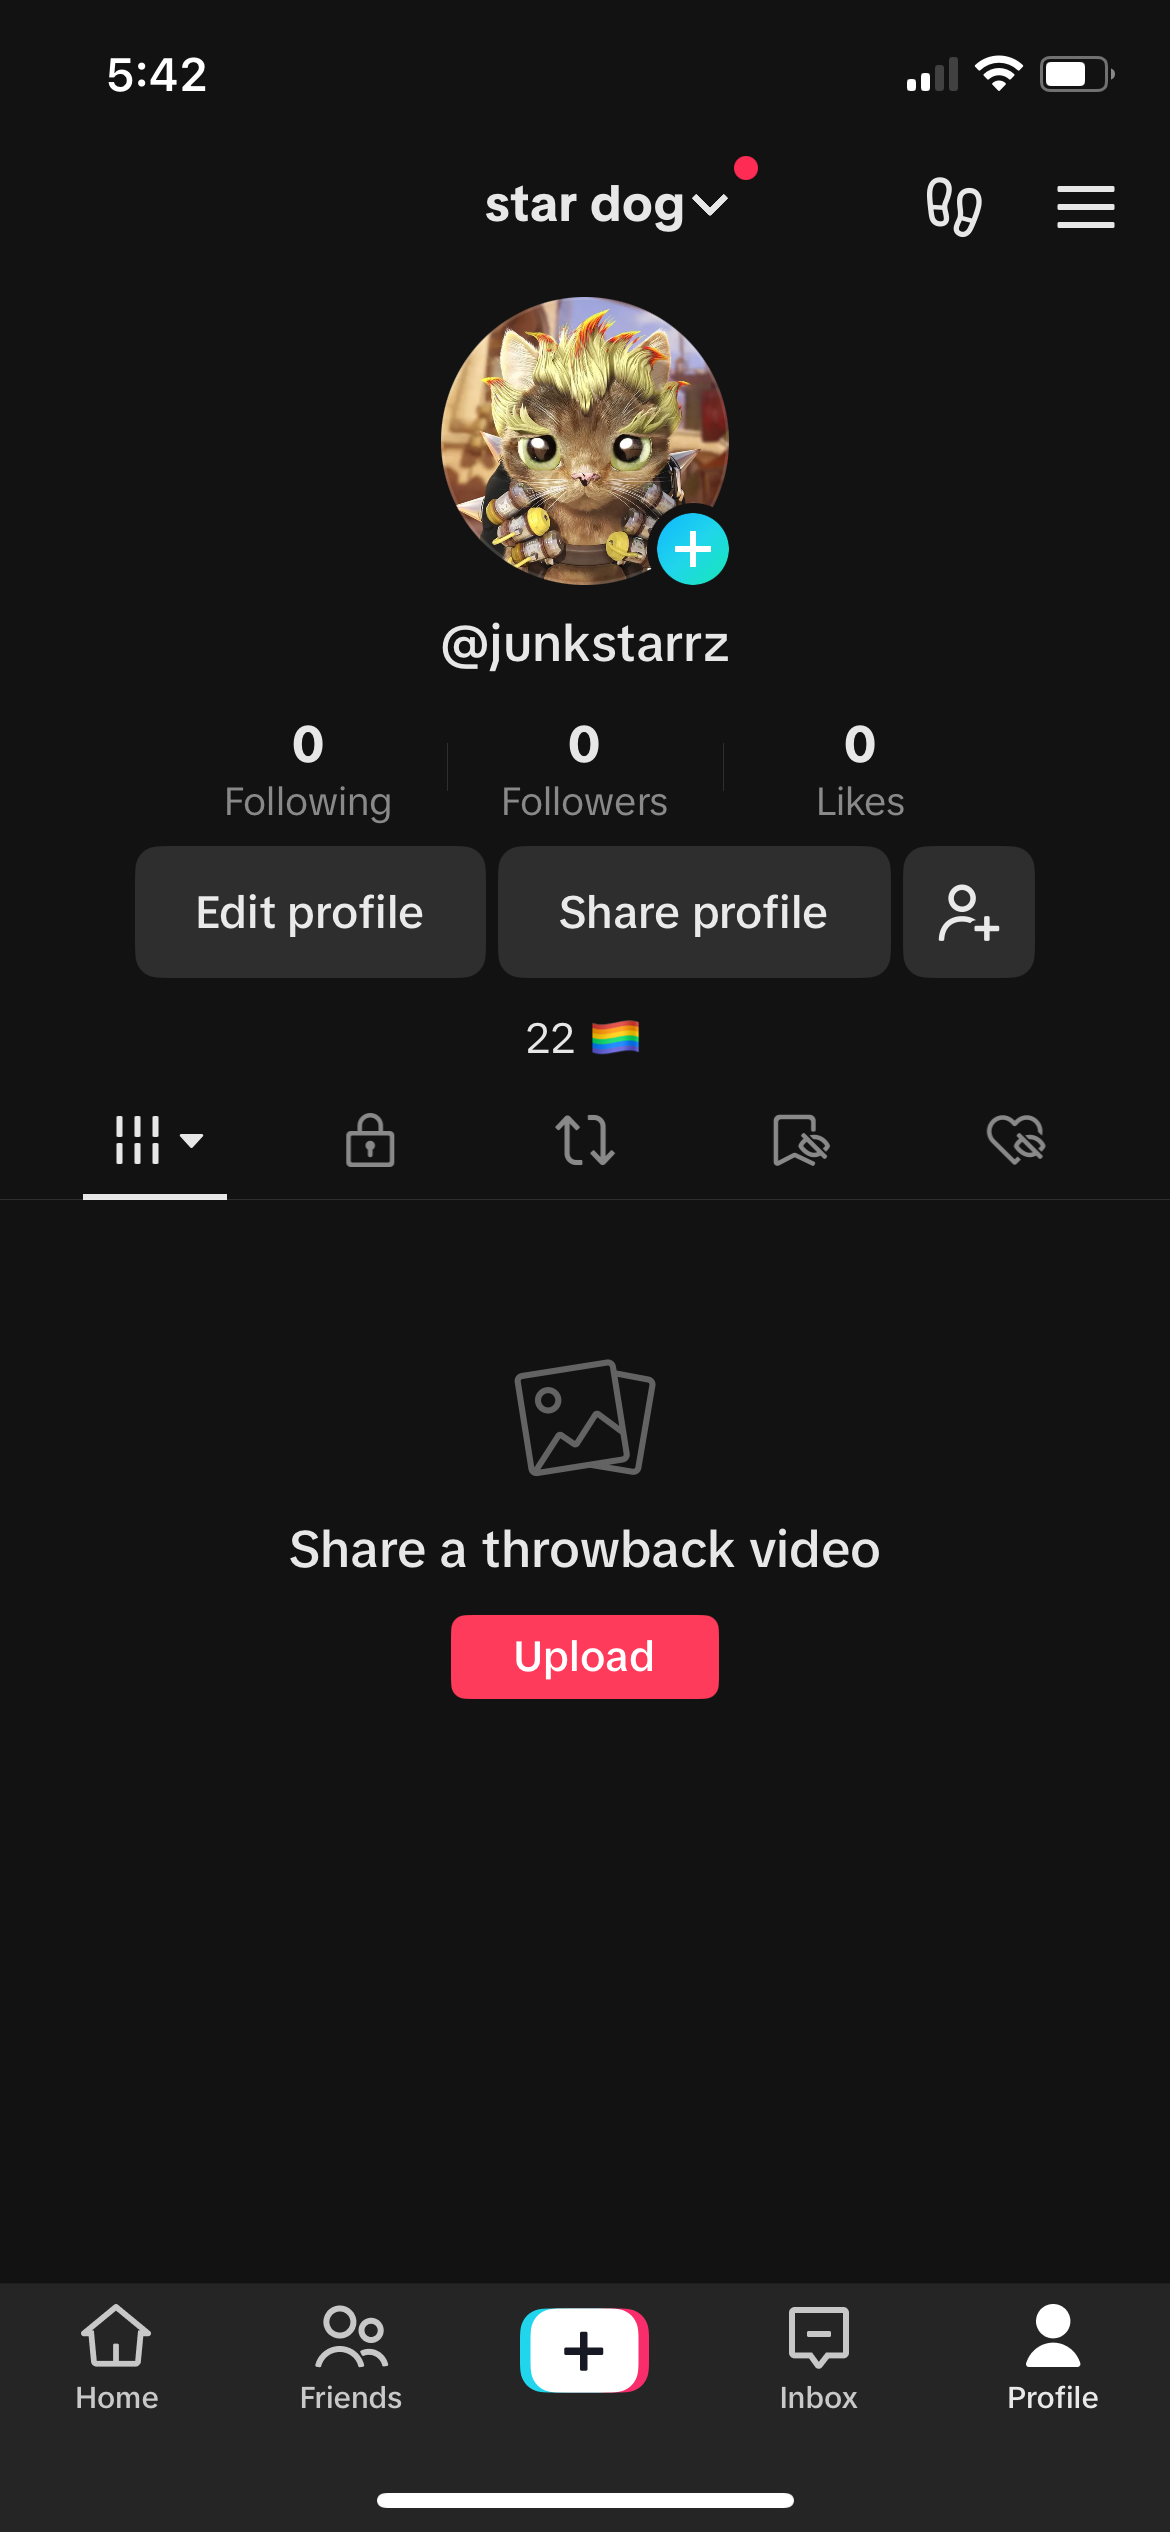 5:42
star dog
@junkstarrz
0 0 0
Following Followers Likes
Edit profile Share profile
22 🏳️‍🌈
Share a throwback video
Upload
Home Friends Inbox Profile